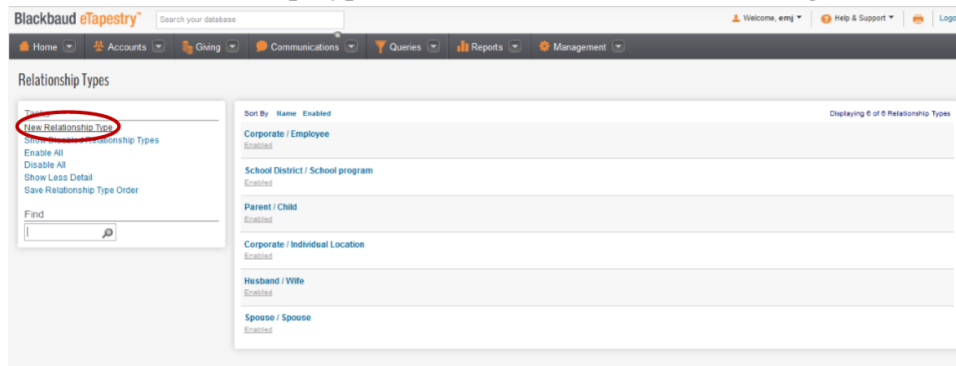 Blackbaud eTapestry™ Search your database Welcome, emj Help & Support Logo
Home Accounts Giving Communications Queries Reports Management
Relationship Types
Tasks
New Relationship Type
Show Disabled Relationship Types
Enable All
Disable All
Show Less Detail
Save Relationship Type Order
Find
Sort By Name Enabled Displaying 6 of 6 Relationship Types
Corporate / Employee
Enabled
School District / School program
Enabled
Parent / Child
Enabled
Corporate / Individual Location
Enabled
Husband / Wife
Enabled
Spouse / Spouse
Enabled